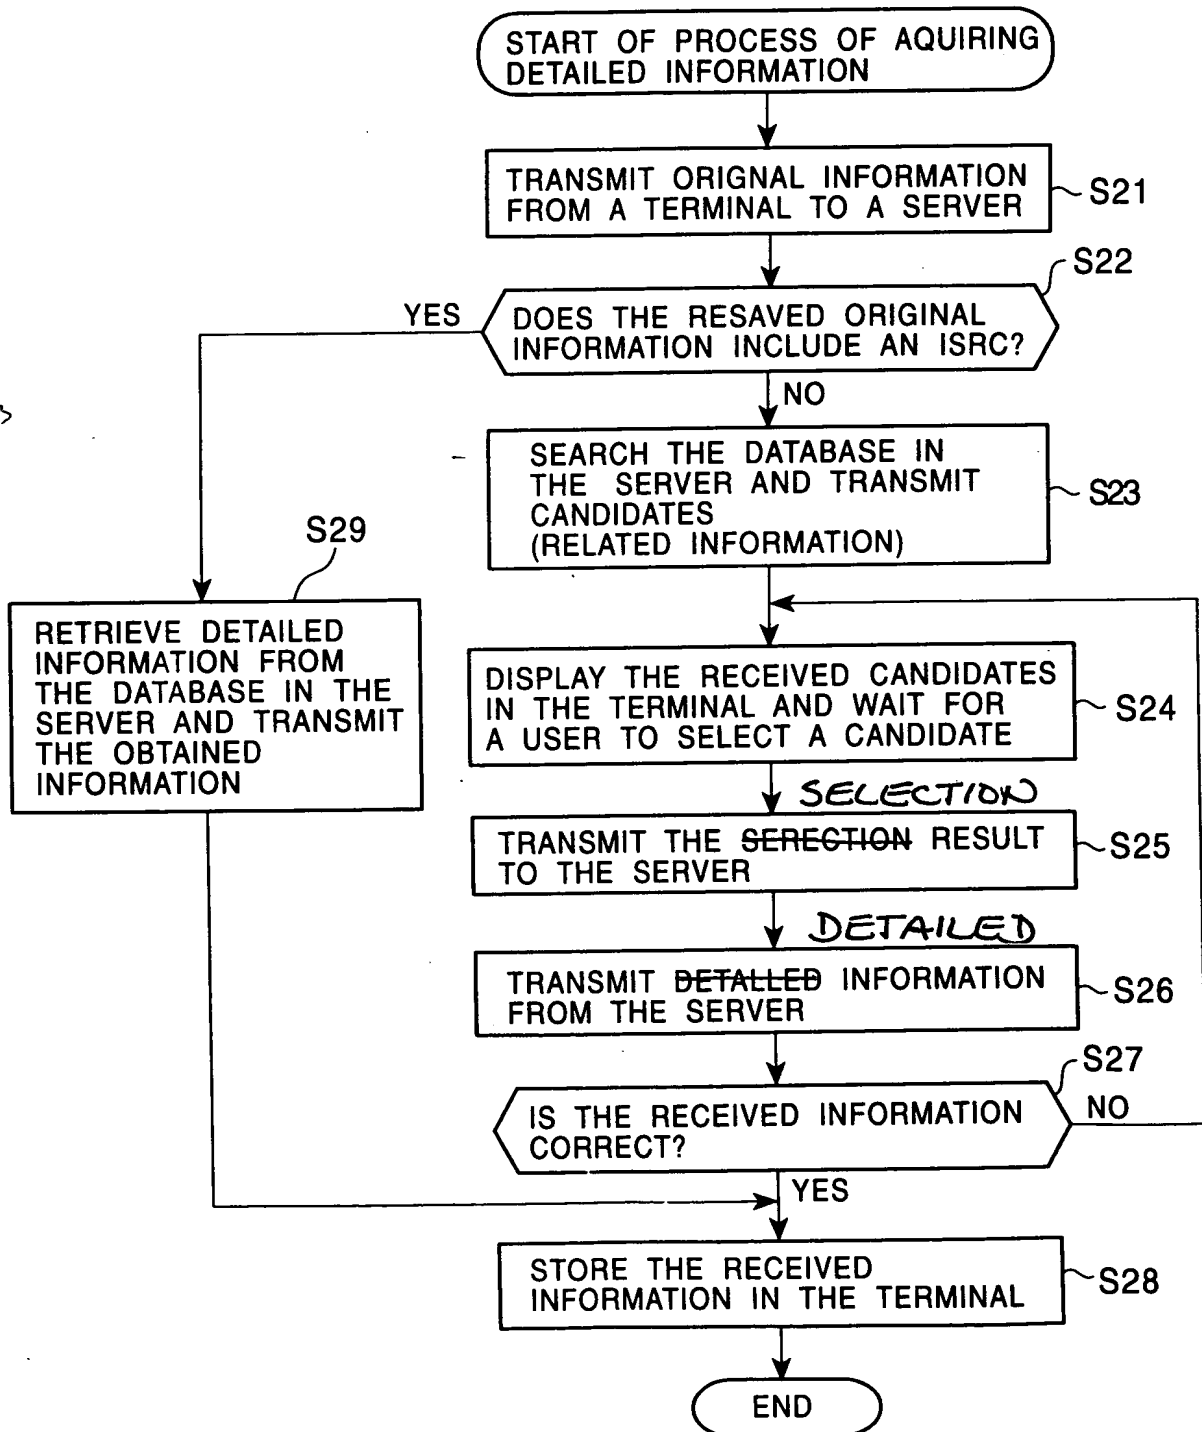 START OF PROCESS OF AQUIRING
DETAILED INFORMATION
TRANSMIT ORIGNAL INFORMATION
FROM A TERMINAL TO A SERVER
S21
S22
YES
DOES THE RESAVED ORIGINAL
INFORMATION INCLUDE AN ISRC?
NO
SEARCH THE DATABASE IN
THE SERVER AND TRANSMIT
CANDIDATES
(RELATED INFORMATION)
S23
S29
RETRIEVE DETAILED
INFORMATION FROM
THE DATABASE IN THE
SERVER AND TRANSMIT
THE OBTAINED
INFORMATION
DISPLAY THE RECEIVED CANDIDATES
IN THE TERMINAL AND WAIT FOR
A USER TO SELECT A CANDIDATE
S24
SELECTION
TRANSMIT THE SERECTION RESULT
TO THE SERVER
S25
DETAILED
TRANSMIT DETALLED INFORMATION
FROM THE SERVER
S26
S27
IS THE RECEIVED INFORMATION
CORRECT?
NO
YES
STORE THE RECEIVED
INFORMATION IN THE TERMINAL
S28
END